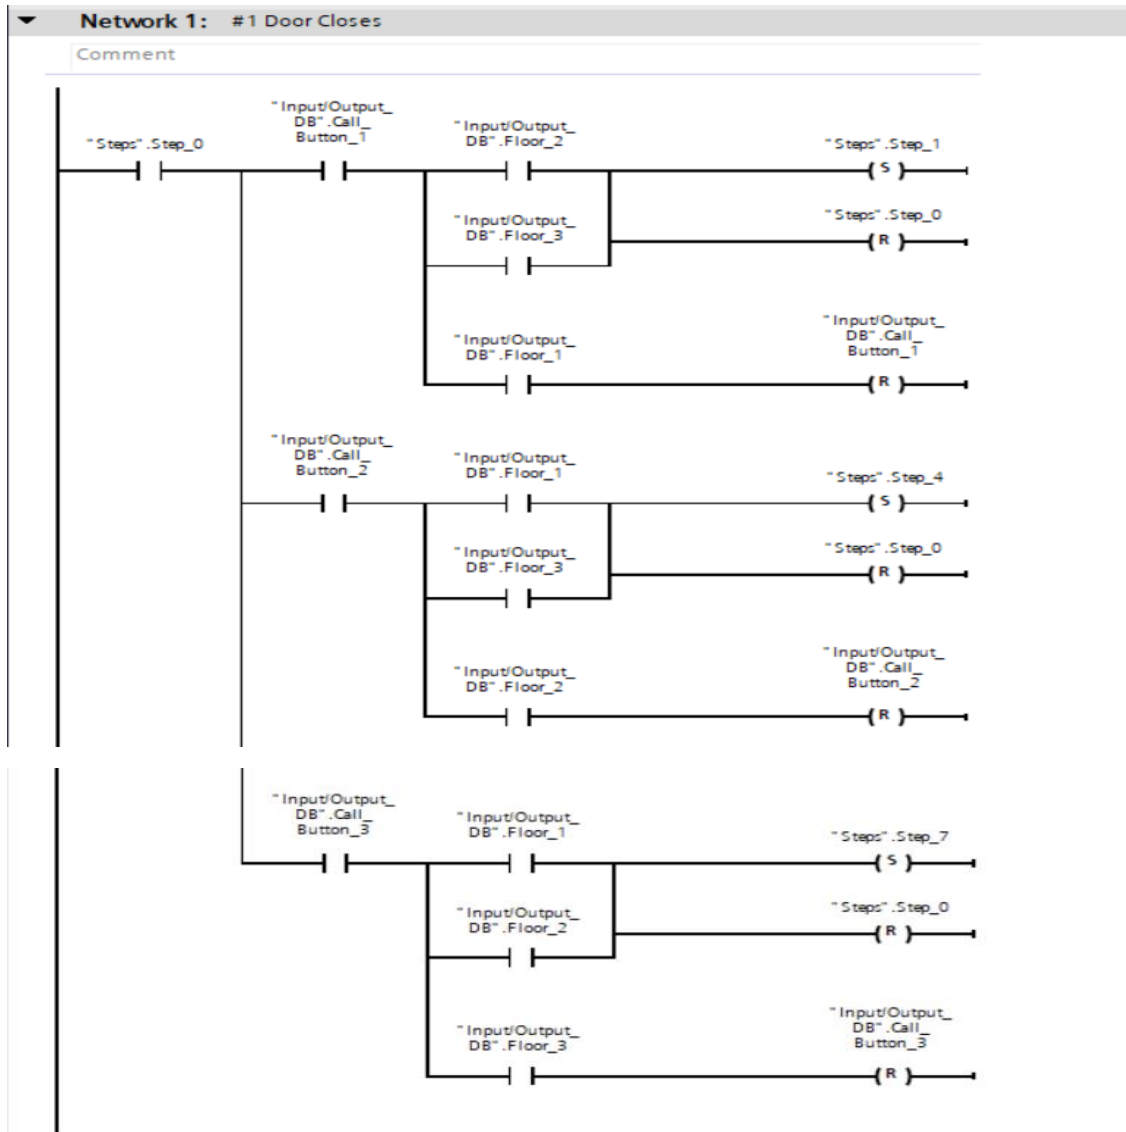 Network 1: #1 Door Closes
Comment
"Steps".Step_0
"Input/Output_
DB".Call_
Button_1
"Input/Output_
DB".Floor_2
"Steps".Step_1
( S )
"Input/Output_
DB".Floor_3
"Steps".Step_0
( R )
"Input/Output_
DB".Floor_1
"Input/Output_
DB".Call_
Button_1
( R )
"Input/Output_
DB".Call_
Button_2
"Input/Output_
DB".Floor_1
"Steps".Step_4
( S )
"Input/Output_
DB".Floor_3
"Steps".Step_0
( R )
"Input/Output_
DB".Floor_2
"Input/Output_
DB".Call_
Button_2
( R )
"Input/Output_
DB".Call_
Button_3
"Input/Output_
DB".Floor_1
"Steps".Step_7
( S )
"Input/Output_
DB".Floor_2
"Steps".Step_0
( R )
"Input/Output_
DB".Floor_3
"Input/Output_
DB".Call_
Button_3
( R )